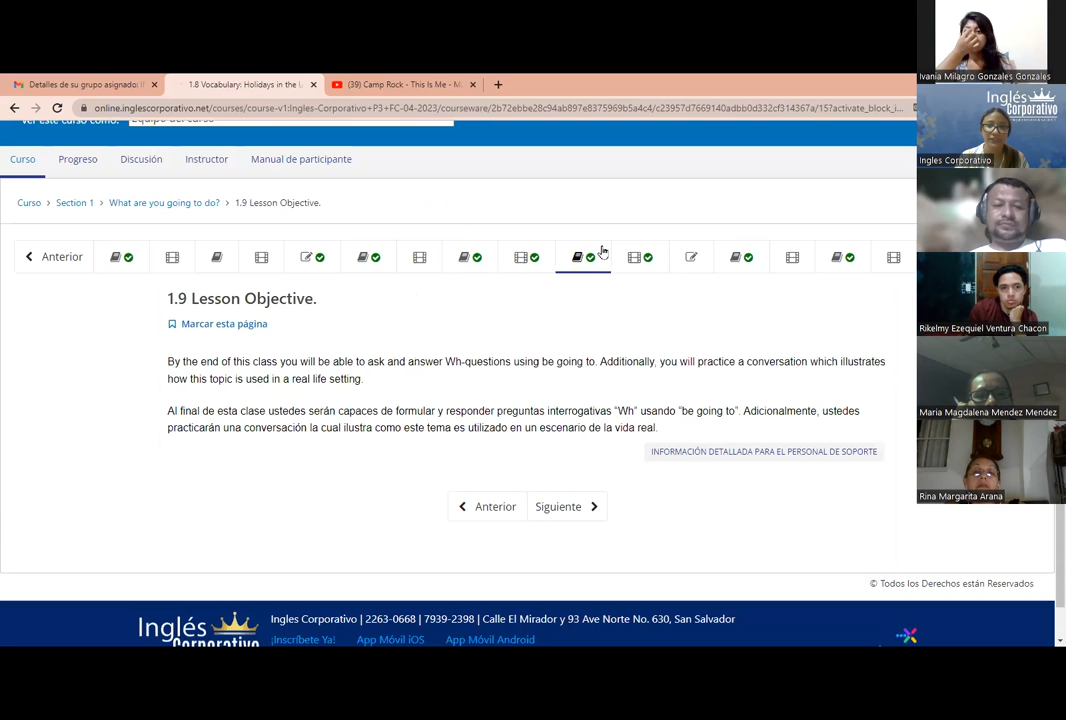 Detalles de su grupo asignado: I
1.8 Vocabulary: Holidays in the U
(39) Camp Rock - This Is Me - M
online.inglescorporativo.net/courses/course-v1:Ingles-Corporativo+P3+FC-04-2023/courseware/2b72ebbe28c94ab897e8375969b5a4c4/c23957d7669140adbb0d332cf314367a/15?activate_block_i...
Ver este curso como:
Equipo del curso
Curso
Progreso
Discusión
Instructor
Manual de participante
Curso > Section 1 > What are you going to do? > 1.9 Lesson Objective.
Anterior
1.9 Lesson Objective.
Marcar esta página
By the end of this class you will be able to ask and answer Wh-questions using be going to. Additionally, you will practice a conversation which illustrates
how this topic is used in a real life setting.
Al final de esta clase ustedes serán capaces de formular y responder preguntas interrogativas "Wh" usando "be going to". Adicionalmente, ustedes
practicarán una conversación la cual ilustra como este tema es utilizado en un escenario de la vida real.
INFORMACIÓN DETALLADA PARA EL PERSONAL DE SOPORTE
Anterior
Siguiente
© Todos los Derechos están Reservados
Inglés
Corporativo
Ingles Corporativo | 2263-0668 | 7939-2398 | Calle El Mirador y 93 Ave Norte No. 630, San Salvador
¡Inscríbete Ya!
App Móvil iOS
App Móvil Android
Ivania Milagro Gonzales Gonzales
Inglés
Corporativo
Ingles Corporativo
Rikelmy Ezequiel Ventura Chacon
Maria Magdalena Mendez Mendez
Rina Margarita Arana